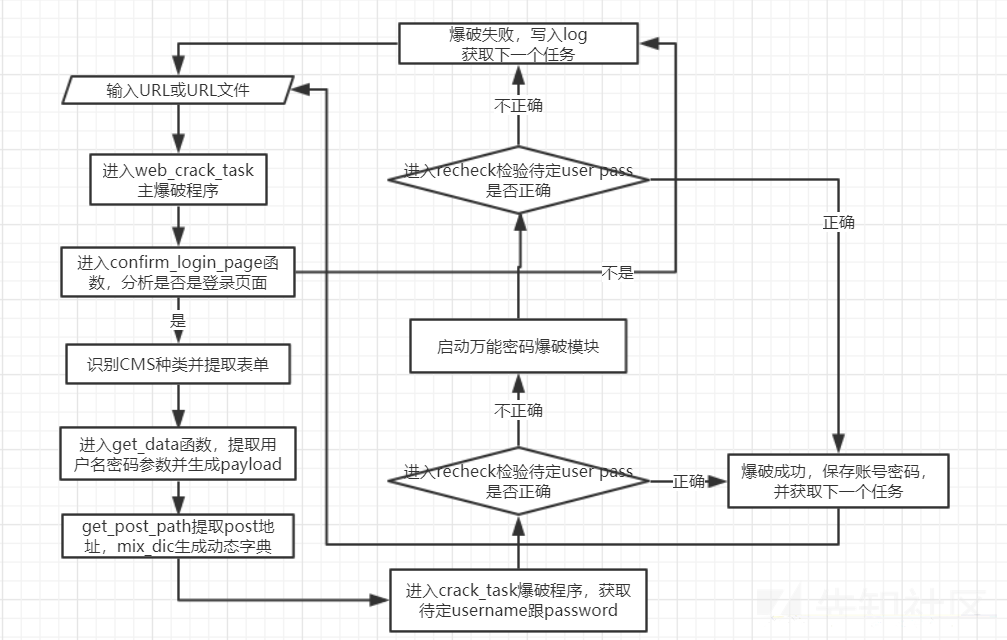 爆破失败，写入log
获取下一个任务
输入URL或URL文件
不正确
进入web_crack_task
主爆破程序
进入recheck检验待定user pass
是否正确
正确
进入confirm_login_page函
数，分析是否是登录页面
不是
是
启动万能密码爆破模块
识别CMS种类并提取表单
不正确
进入get_data函数，提取用
户名密码参数并生成payload
进入recheck检验待定user pass
是否正确
正确
爆破成功，保存账号密码，
并获取下一个任务
get_post_path提取post地
址，mix_dic生成动态字典
进入crack_task爆破程序，获取
待定username跟password
先知社区